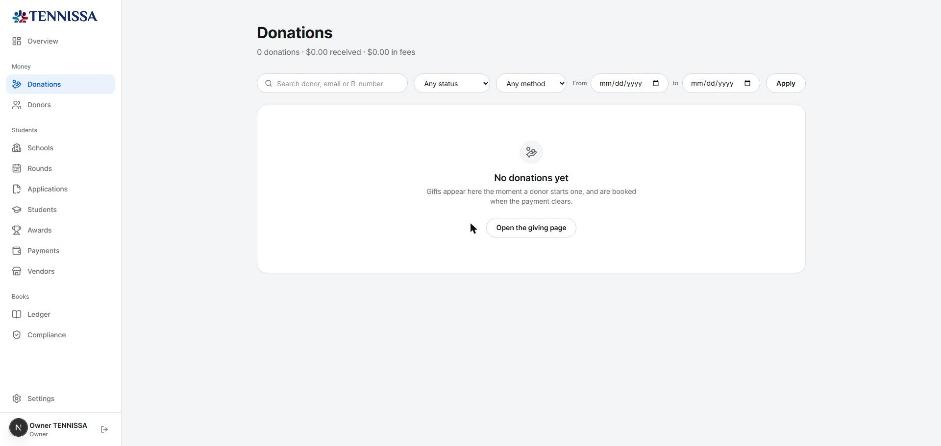 TENNISSA
Overview
Money
Donations
Donors
Students
Schools
Rounds
Applications
Students
Awards
Payments
Vendors
Books
Ledger
Compliance
Settings
N
Owner TENNISSA
Owner
Donations
0 donations · $0.00 received · $0.00 in fees
Search donor, email or R number
Any status
Any method
From
mm/dd/yyyy
to
mm/dd/yyyy
Apply
No donations yet
Gifts appear here the moment a donor starts one, and are booked
when the payment clears.
Open the giving page